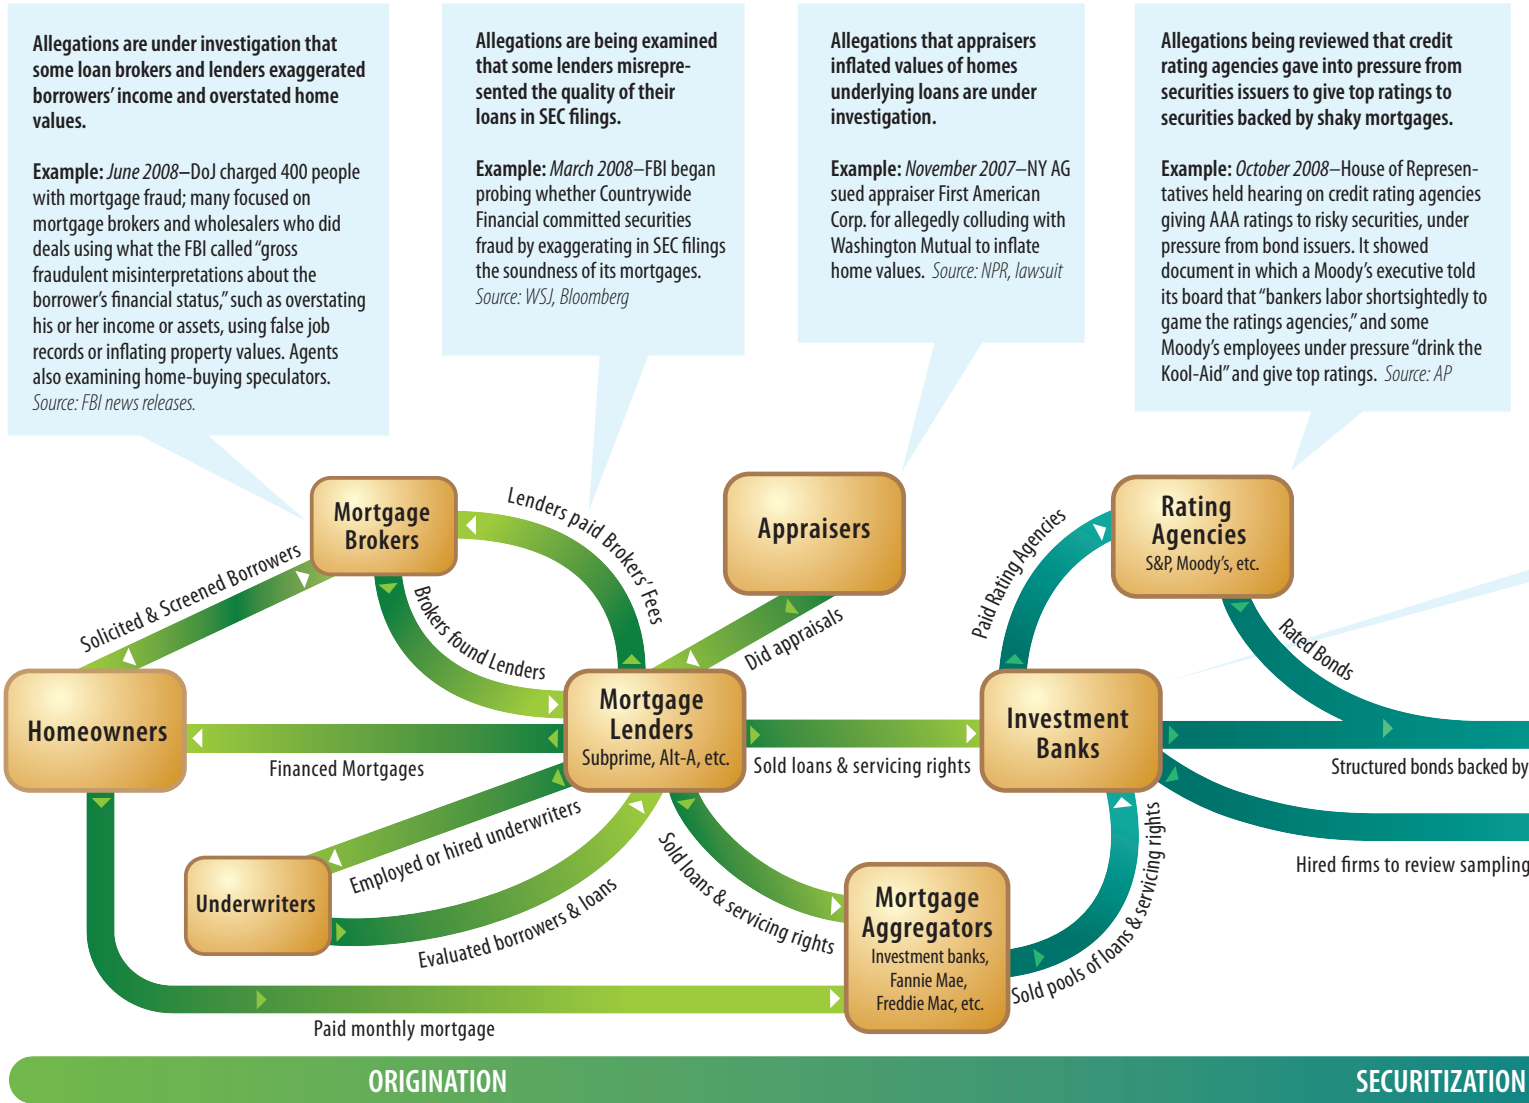 Allegations are under investigation that
some loan brokers and lenders exaggerated
borrowers' income and overstated home
values.
Example: June 2008–DoJ charged 400 people
with mortgage fraud; many focused on
mortgage brokers and wholesalers who did
deals using what the FBI called “gross
fraudulent misinterpretations about the
borrower's financial status,” such as overstating
his or her income or assets, using false job
records or inflating property values. Agents
also examining home-buying speculators.
Source: FBI news releases.
Allegations are being examined
that some lenders misrepre-
sented the quality of their
loans in SEC filings.
Example: March 2008–FBI began
probing whether Countrywide
Financial committed securities
fraud by exaggerating in SEC filings
the soundness of its mortgages.
Source: WSJ, Bloomberg
Allegations that appraisers
inflated values of homes
underlying loans are under
investigation.
Example: November 2007–NY AG
sued appraiser First American
Corp. for allegedly colluding with
Washington Mutual to inflate
home values. Source: NPR, lawsuit
Allegations being reviewed that credit
rating agencies gave into pressure from
securities issuers to give top ratings to
securities backed by shaky mortgages.
Example: October 2008–House of Represen-
tatives held hearing on credit rating agencies
giving AAA ratings to risky securities, under
pressure from bond issuers. It showed
document in which a Moody's executive told
its board that “bankers labor shortsightedly to
game the ratings agencies,” and some
Moody's employees under pressure “drink the
Kool-Aid” and give top ratings. Source: AP
Mortgage
Brokers
Lenders paid Brokers' Fees
Appraisers
Paid Rating Agencies
Rating
Agencies
S&P, Moody's, etc.
Solicited & Screened Borrowers
Brokers found Lenders
Did appraisals
Rated Bonds
Homeowners
Financed Mortgages
Mortgage
Lenders
Subprime, Alt-A, etc.
Sold loans & servicing rights
Investment
Banks
Structured bonds backed by
Employed or hired underwriters
Underwriters
Evaluated borrowers & loans
Sold loans & servicing rights
Mortgage
Aggregators
Investment banks,
Fannie Mae,
Freddie Mac, etc.
Sold pools of loans & servicing rights
Hired firms to review sampling
Paid monthly mortgage
ORIGINATION
SECURITIZATION